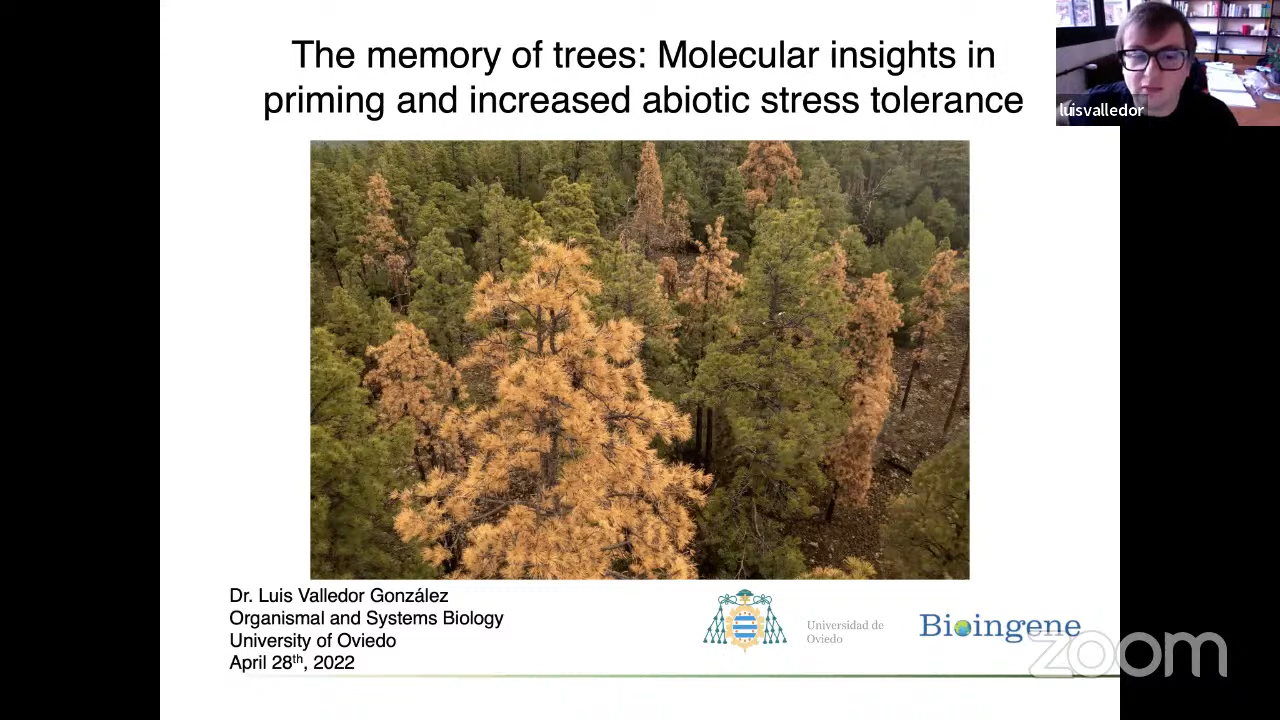 The memory of trees: Molecular insights in
priming and increased abiotic stress tolerance
luisvalledor
Dr. Luis Valledor González
Organismal and Systems Biology
University of Oviedo
April 28th, 2022
Universidad de
Oviedo
Bioingene
zoom